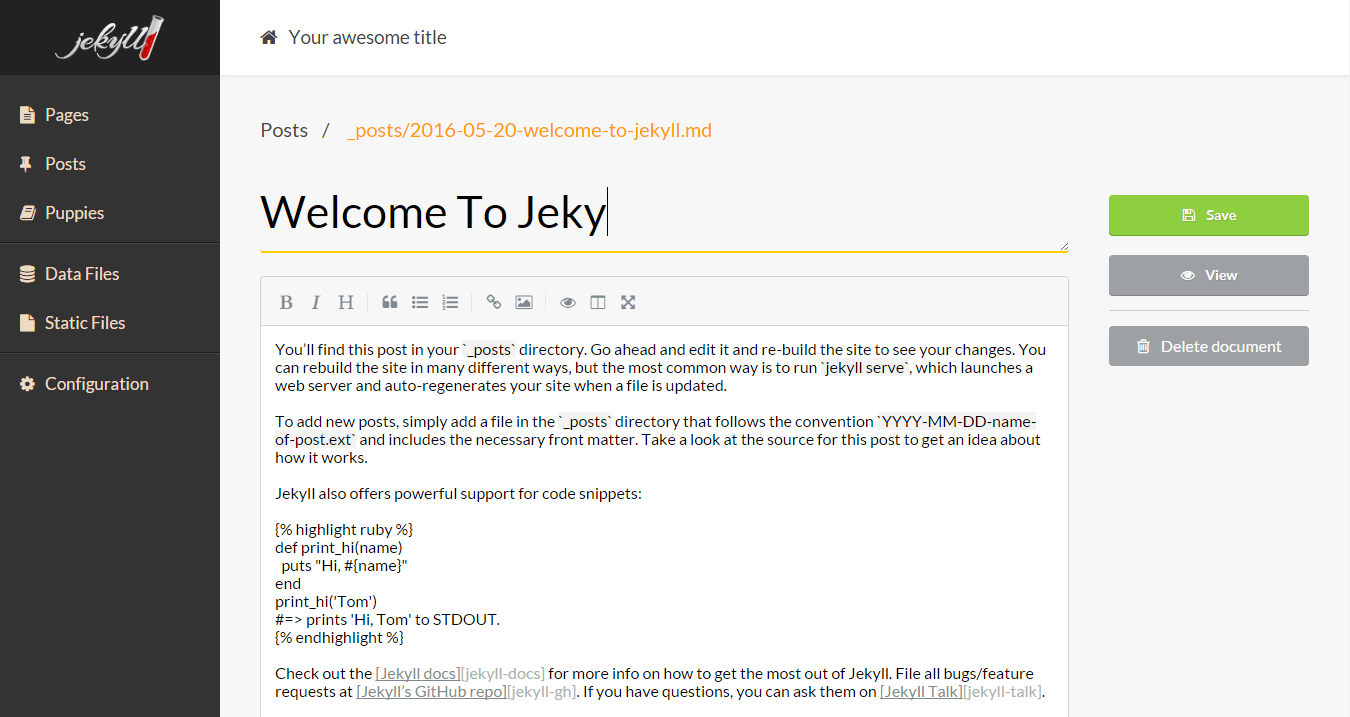 jekyll
Your awesome title
Pages
Posts
Puppies
Data Files
Static Files
Configuration
Posts / _posts/2016-05-20-welcome-to-jekyll.md
Welcome To Jeky
Save
View
Delete document
B I H
You’ll find this post in your `_posts` directory. Go ahead and edit it and re-build the site to see your changes. You
can rebuild the site in many different ways, but the most common way is to run `jekyll serve`, which launches a
web server and auto-regenerates your site when a file is updated.
To add new posts, simply add a file in the `_posts` directory that follows the convention `YYYY-MM-DD-name-
of-post.ext` and includes the necessary front matter. Take a look at the source for this post to get an idea about
how it works.
Jekyll also offers powerful support for code snippets:
{% highlight ruby %}
def print_hi(name)
  puts "Hi, #{name}"
end
print_hi('Tom')
#=> prints 'Hi, Tom' to STDOUT.
{% endhighlight %}
Check out the [Jekyll docs][jekyll-docs] for more info on how to get the most out of Jekyll. File all bugs/feature
requests at [Jekyll’s GitHub repo][jekyll-gh]. If you have questions, you can ask them on [Jekyll Talk][jekyll-talk].